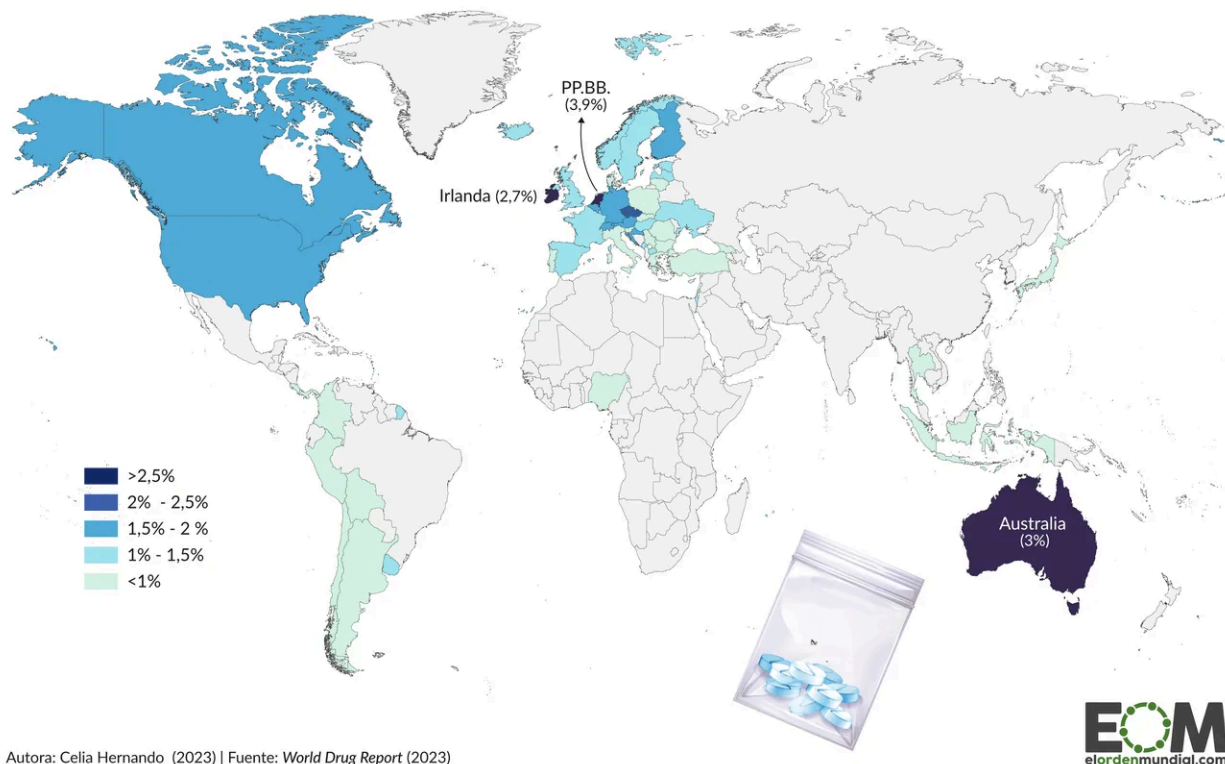 PP.BB.
(3,9%)
Irlanda (2,7%)
>2,5%
2% - 2,5%
1,5% - 2 %
1% - 1,5%
<1%
Australia
(3%)
Autora: Celia Hernando (2023) | Fuente: World Drug Report (2023)
EOM
elordenmundial.com